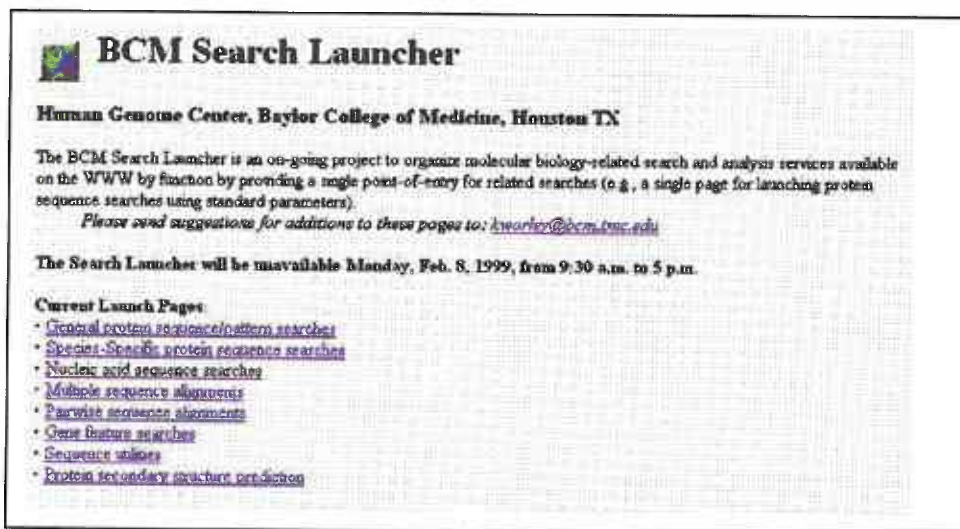 BCM Search Launcher
Human Genome Center, Baylor College of Medicine, Houston TX
The BCM Search Launcher is an on-going project to organize molecular biology-related search and analysis services available
on the WWW by function by providing a single point-of-entry for related searches (e.g., a single page for launching protein
sequence searches using standard parameters).
Please send suggestions for additions to these pages to: kworley@bcm.tmc.edu
The Search Launcher will be unavailable Monday, Feb. 8, 1999, from 9:30 a.m. to 5 p.m.
Current Launch Pages:
• General protein sequence/pattern searches
• Species-Specific protein sequence searches
• Nucleic acid sequence searches
• Multiple sequence alignments
• Pairwise sequence alignments
• Gene feature searches
• Sequence utilities
• Protein secondary structure prediction